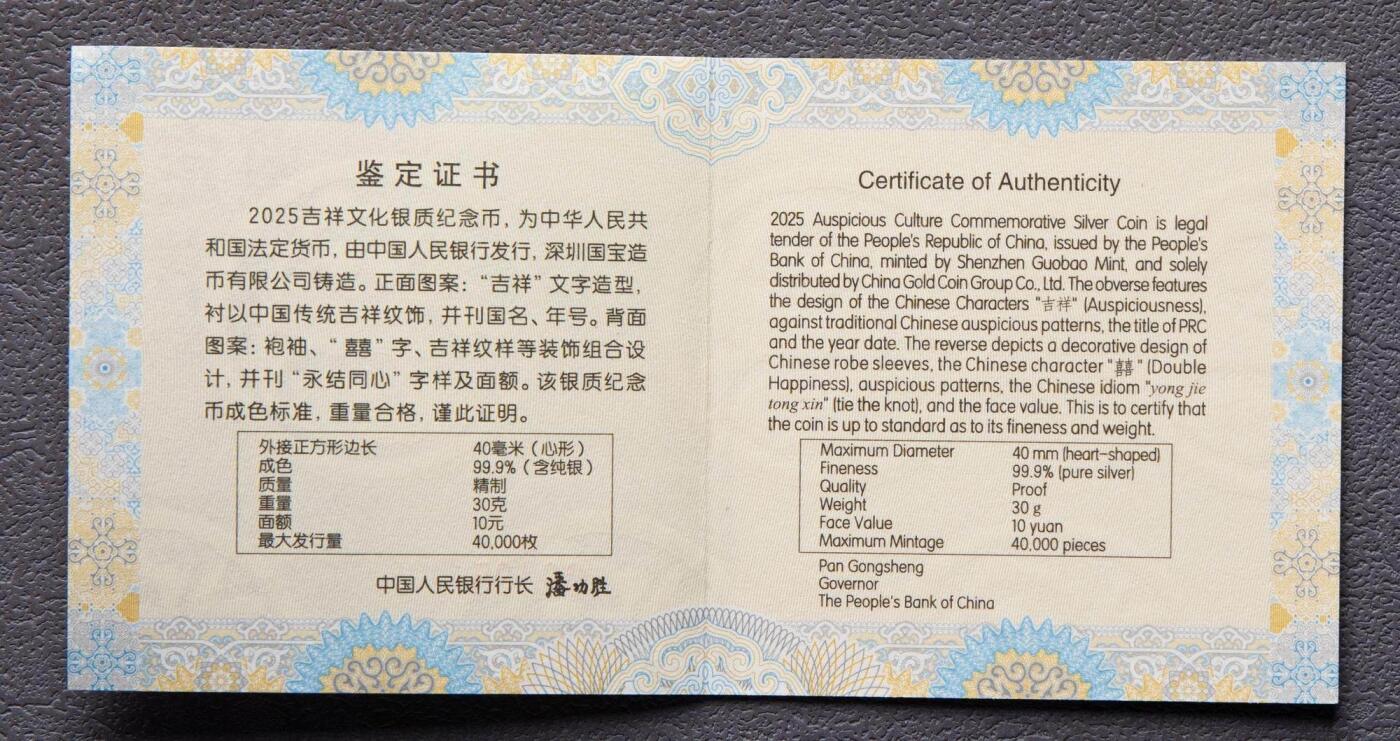 鉴定证书
2025吉祥文化银质纪念币，为中华人民共
和国法定货币，由中国人民银行发行，深圳国宝造
币有限公司铸造。正面图案：“吉祥”文字造型，
衬以中国传统吉祥纹饰，并刊国名、年号。背面
图案：袍袖、“囍”字、吉祥纹样等装饰组合设
计，并刊“永结同心”字样及面额。该银质纪念
币成色标准，重量合格，谨此证明。
外接正方形边长 40毫米（心形）
成色 99.9%（含纯银）
质量 精制
重量 30克
面额 10元
最大发行量 40,000枚
中国人民银行行长 潘功胜
Certificate of Authenticity
2025 Auspicious Culture Commemorative Silver Coin is legal
tender of the People's Republic of China, issued by the People's
Bank of China, minted by Shenzhen Guobao Mint, and solely
distributed by China Gold Coin Group Co., Ltd. The obverse features
the design of the Chinese Characters "吉祥" (Auspiciousness),
against traditional Chinese auspicious patterns, the title of PRC
and the year date. The reverse depicts a decorative design of
Chinese robe sleeves, the Chinese character "囍" (Double
Happiness), auspicious patterns, the Chinese idiom "yong jie
tong xin" (tie the knot), and the face value. This is to certify that
the coin is up to standard as to its fineness and weight.
Maximum Diameter 40 mm (heart-shaped)
Fineness 99.9% (pure silver)
Quality Proof
Weight 30 g
Face Value 10 yuan
Maximum Mintage 40,000 pieces
Pan Gongsheng
Governor
The People's Bank of China